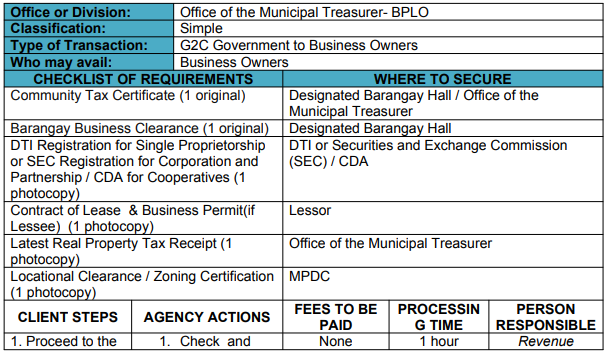 Office or Division: Office of the Municipal Treasurer- BPLO
Classification: Simple
Type of Transaction: G2C Government to Business Owners
Who may avail: Business Owners
CHECKLIST OF REQUIREMENTS WHERE TO SECURE
Community Tax Certificate (1 original) Designated Barangay Hall / Office of the
Municipal Treasurer
Barangay Business Clearance (1 original) Designated Barangay Hall
DTI Registration for Single Proprietorship DTI or Securities and Exchange Commission
or SEC Registration for Corporation and (SEC) / CDA
Partnership / CDA for Cooperatives (1
photocopy)
Contract of Lease & Business Permit(if Lessor
Lessee) (1 photocopy)
Latest Real Property Tax Receipt (1 Office of the Municipal Treasurer
photocopy)
Locational Clearance / Zoning Certification MPDC
(1 photocopy)
CLIENT STEPS AGENCY ACTIONS FEES TO BE PROCESSIN PERSON
PAID G TIME RESPONSIBLE
1. Proceed to the 1. Check and None 1 hour Revenue